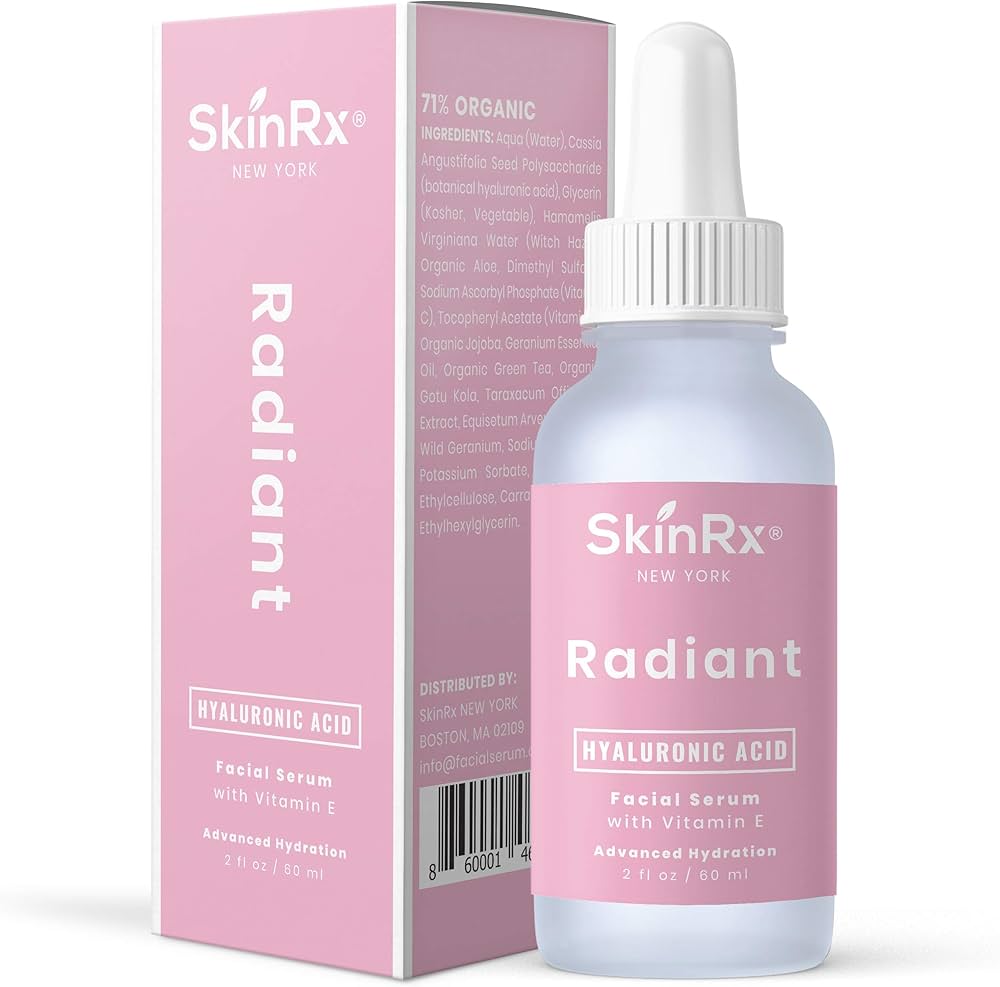 SkinRx®
NEW YORK
Radiant
HYALURONIC ACID
Facial Serum
with Vitamin E
Advanced Hydration
2 fl oz / 60 ml
71% ORGANIC
INGREDIENTS: Aqua (Water), Cassia
Angustifolia Seed Polysaccharide
(botanical hyaluronic acid), Glycerin
(Kosher, Vegetable), Hamamelis
Virginiana Water (Witch
Organic Aloe, Dimethyl
Sodium Ascorbyl Phosphate
C), Tocopheryl Acetate
Organic Jojoba, Geranium Essential
Oil, Organic Green Tea,
Gotu Kola, Taraxacum
Extract, Equisetum
Wild Geranium,
Potassium Sorbate,
Ethylcellulose,
Ethylhexylglycerin.
DISTRIBUTED BY:
SkinRx NEW YORK
BOSTON, MA 02109
8 60001
SkinRx®
NEW YORK
Radiant
HYALURONIC ACID
Facial Serum
with Vitamin E
Advanced Hydration
2 fl oz / 60 ml